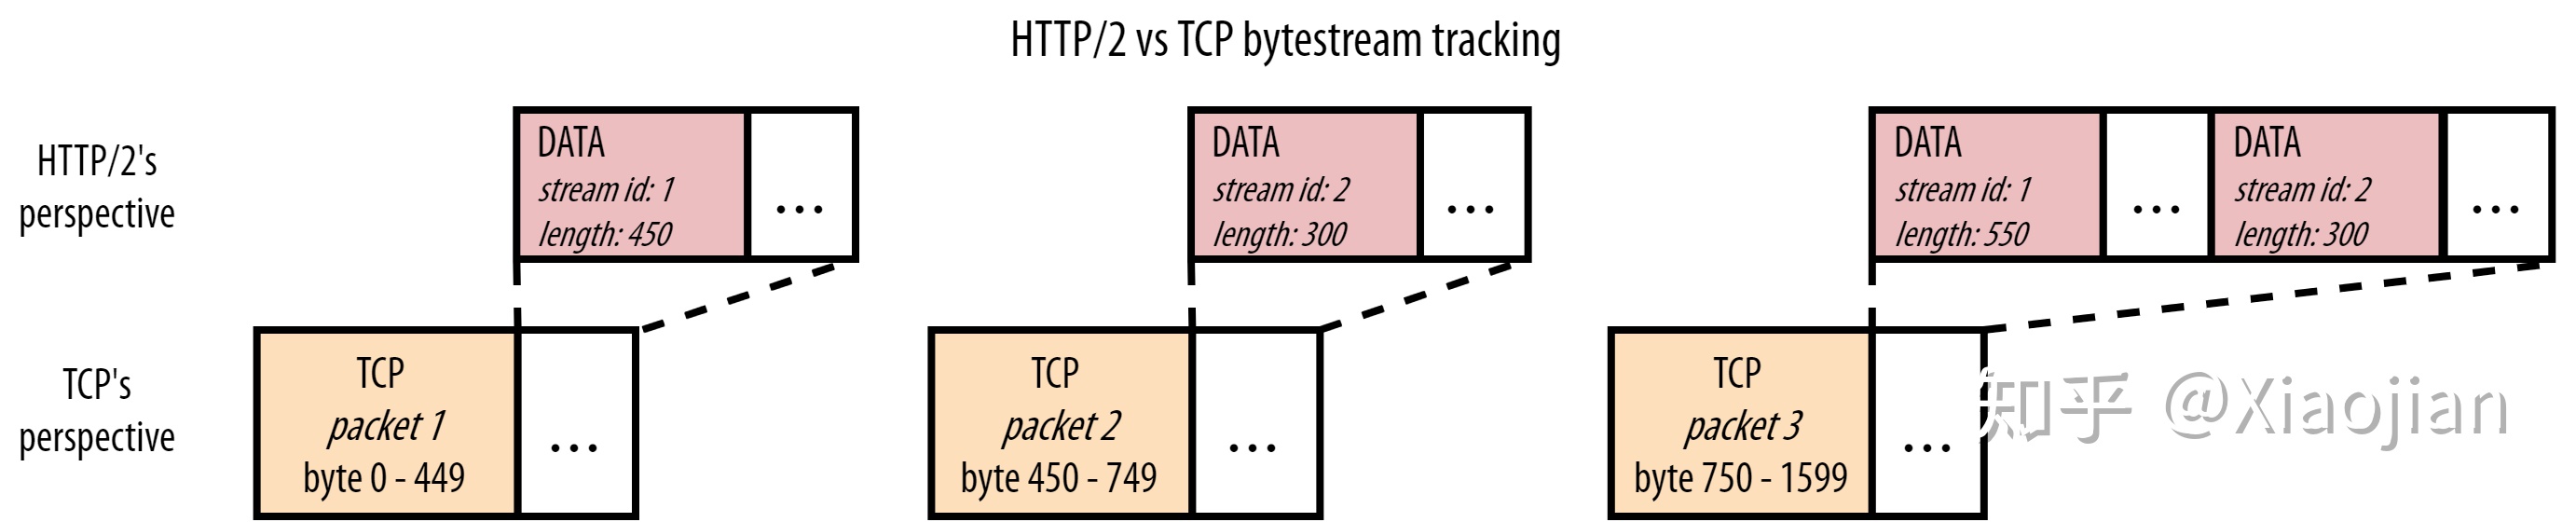 HTTP/2 vs TCP bytestream tracking
HTTP/2's
perspective
DATA
stream id: 1
length: 450
...
DATA
stream id: 2
length: 300
...
DATA
stream id: 1
length: 550
...
DATA
stream id: 2
length: 300
...
TCP's
perspective
TCP
packet 1
byte 0 - 449
...
TCP
packet 2
byte 450 - 749
...
TCP
packet 3
byte 750 - 1599
...
知乎 @Xiaojian